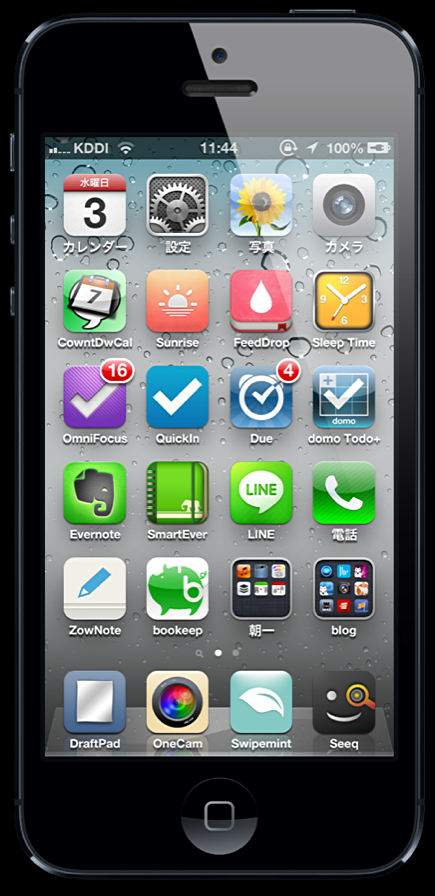 KDDI 11:44 100%
水曜日
3
カレンダー 設定 写真 カメラ
7
12
9 3
6
CowntDwCal Sunrise FeedDrop Sleep Time
16 4
domo
OmniFocus QuickIn Due domo Todo+
LINE
Evernote SmartEver LINE 電話
b
ZowNote bookeep 朝一 blog
DraftPad OneCam Swipemint Seeq